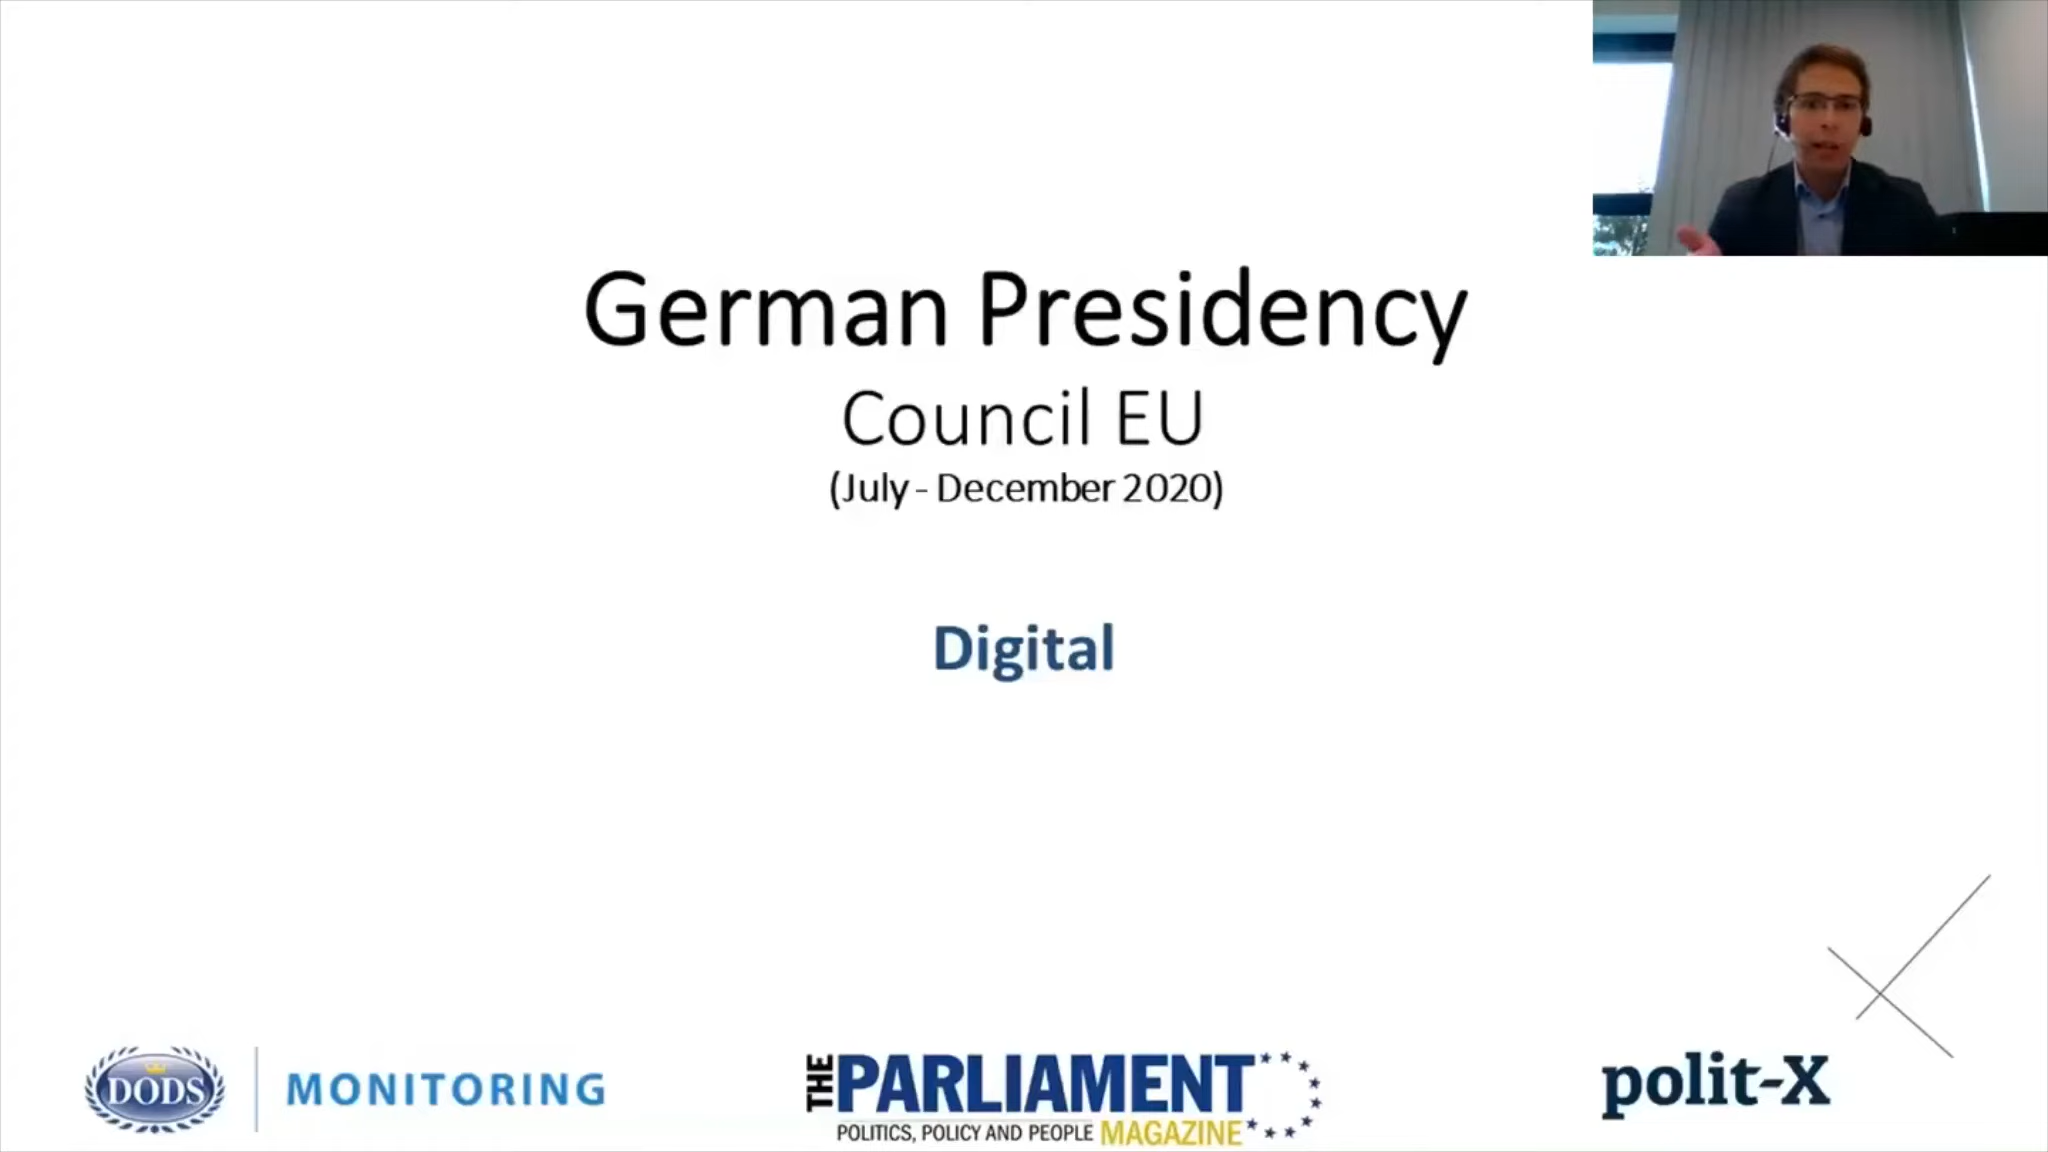 German Presidency
Council EU
(July - December 2020)
Digital
DODS MONITORING
THE PARLIAMENT
POLITICS, POLICY AND PEOPLE MAGAZINE
polit-X